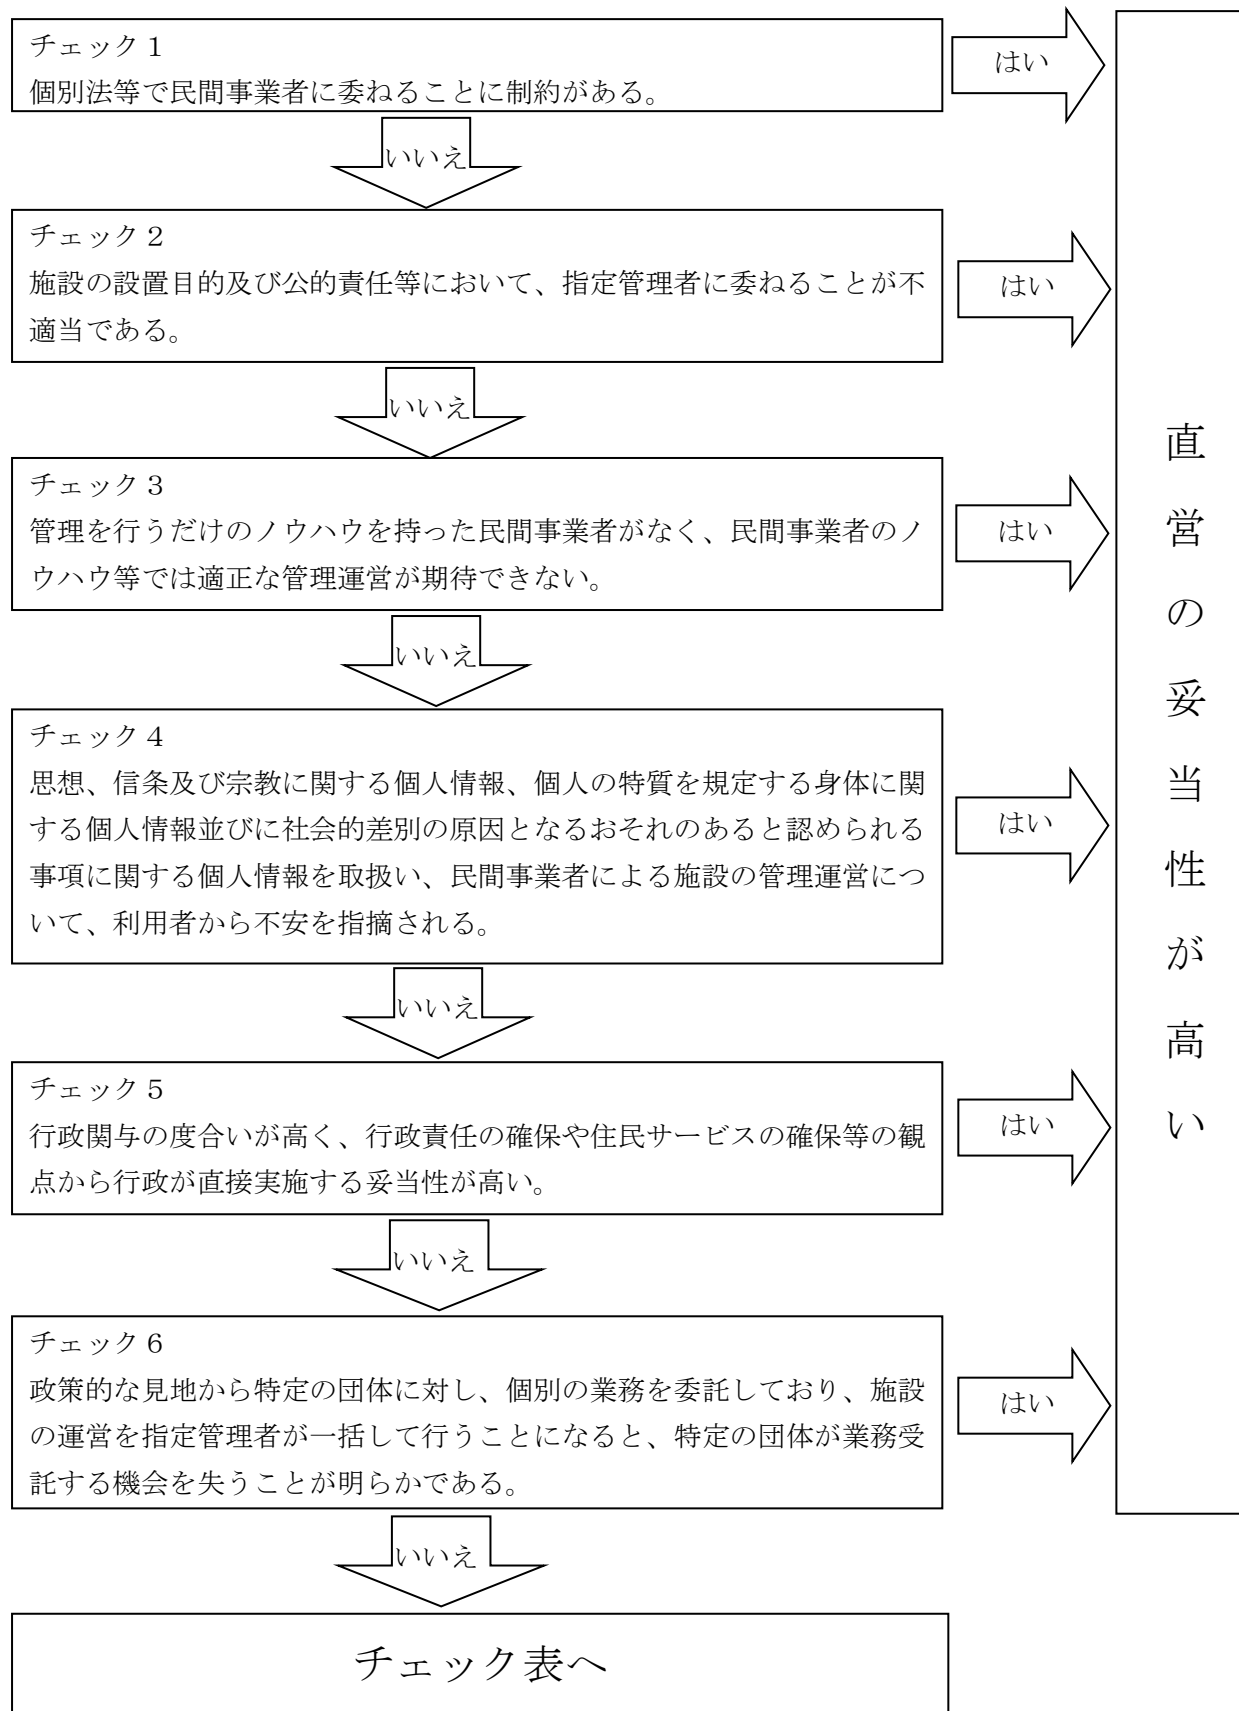 チェック１
個別法等で民間事業者に委ねることに制約がある。
はい
いいえ
チェック２
施設の設置目的及び公的責任等において、指定管理者に委ねることが不
適当である。
はい
いいえ
チェック３
管理を行うだけのノウハウを持った民間事業者がなく、民間事業者のノ
ウハウ等では適正な管理運営が期待できない。
はい
いいえ
チェック４
思想、信条及び宗教に関する個人情報、個人の特質を規定する身体に関
する個人情報並びに社会的差別の原因となるおそれのあると認められる
事項に関する個人情報を取扱い、民間事業者による施設の管理運営につ
いて、利用者から不安を指摘される。
はい
いいえ
チェック５
行政関与の度合いが高く、行政責任の確保や住民サービスの確保等の観
点から行政が直接実施する妥当性が高い。
はい
いいえ
チェック６
政策的な見地から特定の団体に対し、個別の業務を委託しており、施設
の運営を指定管理者が一括して行うことになると、特定の団体が業務受
託する機会を失うことが明らかである。
はい
いいえ
チェック表へ
直営の妥当性が高い